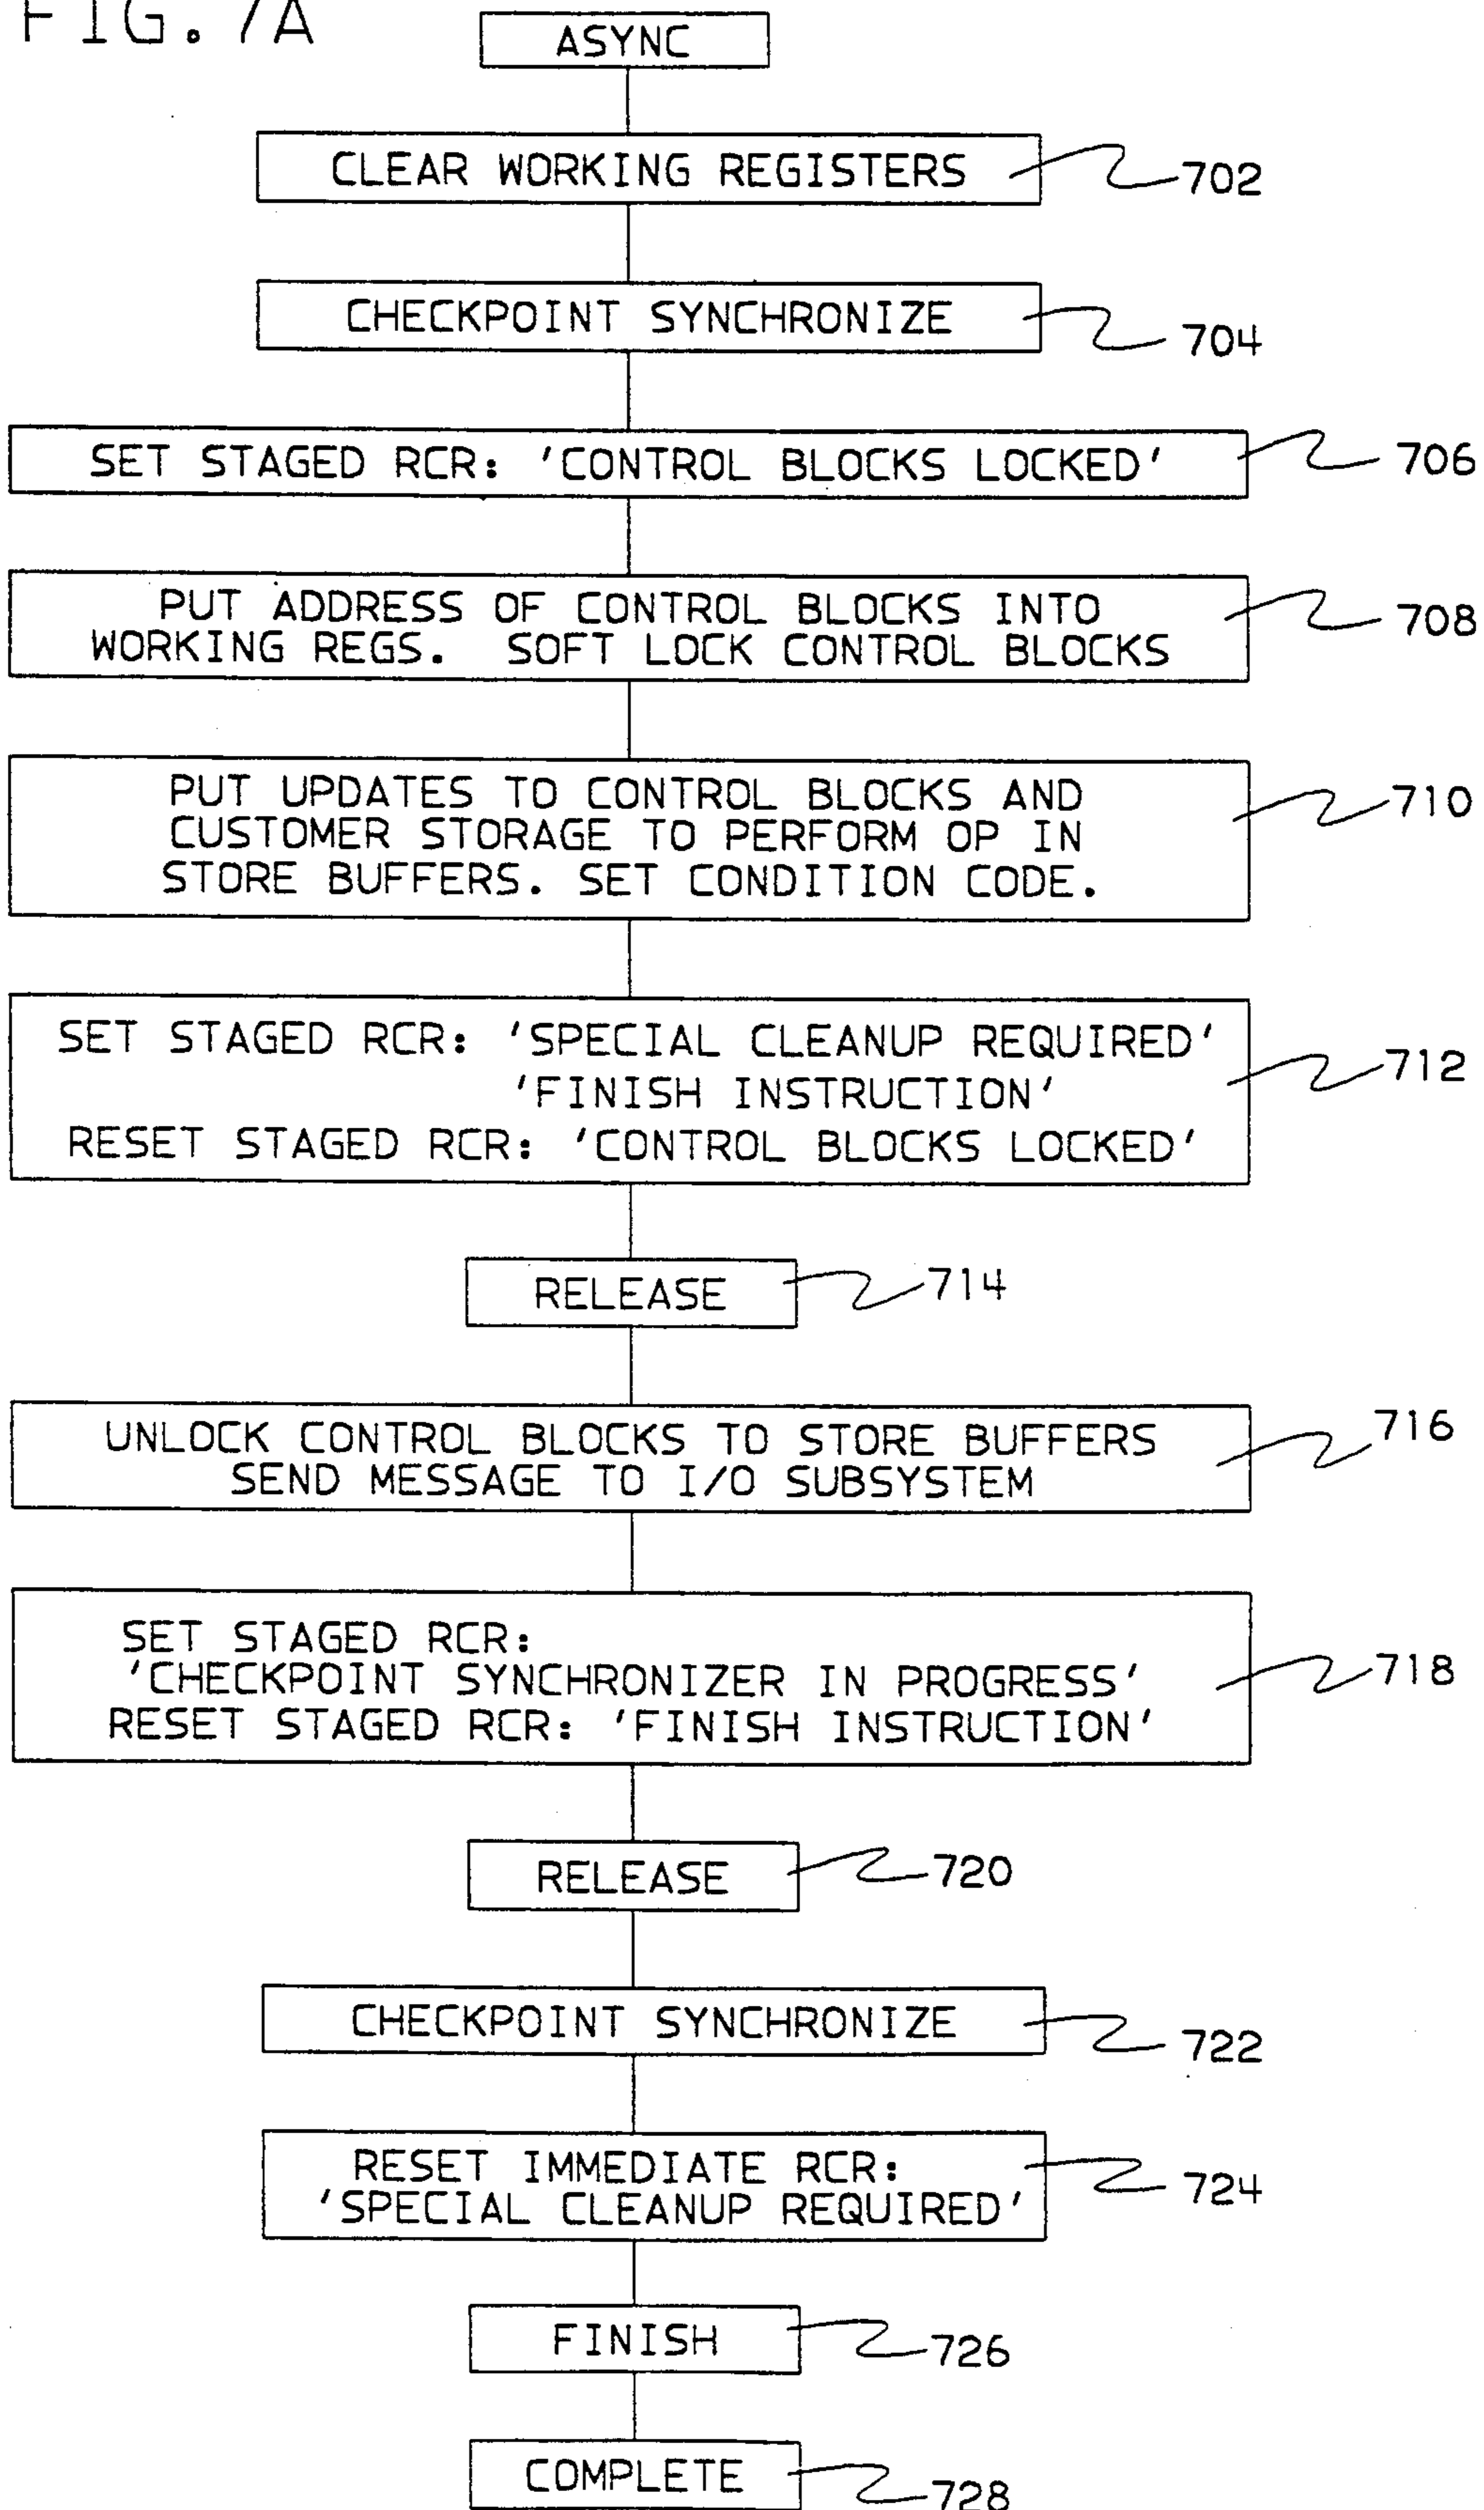 FIG. 7A
ASYNC
CLEAR WORKING REGISTERS
702
CHECKPOINT SYNCHRONIZE
704
SET STAGED RCR: 'CONTROL BLOCKS LOCKED'
706
PUT ADDRESS OF CONTROL BLOCKS INTO
WORKING REGS. SOFT LOCK CONTROL BLOCKS
708
PUT UPDATES TO CONTROL BLOCKS AND
CUSTOMER STORAGE TO PERFORM OP IN
STORE BUFFERS. SET CONDITION CODE.
710
SET STAGED RCR: 'SPECIAL CLEANUP REQUIRED'
'FINISH INSTRUCTION'
RESET STAGED RCR: 'CONTROL BLOCKS LOCKED'
712
RELEASE
714
UNLOCK CONTROL BLOCKS TO STORE BUFFERS
SEND MESSAGE TO I/O SUBSYSTEM
716
SET STAGED RCR:
'CHECKPOINT SYNCHRONIZER IN PROGRESS'
RESET STAGED RCR: 'FINISH INSTRUCTION'
718
RELEASE
720
CHECKPOINT SYNCHRONIZE
722
RESET IMMEDIATE RCR:
'SPECIAL CLEANUP REQUIRED'
724
FINISH
726
COMPLETE
728